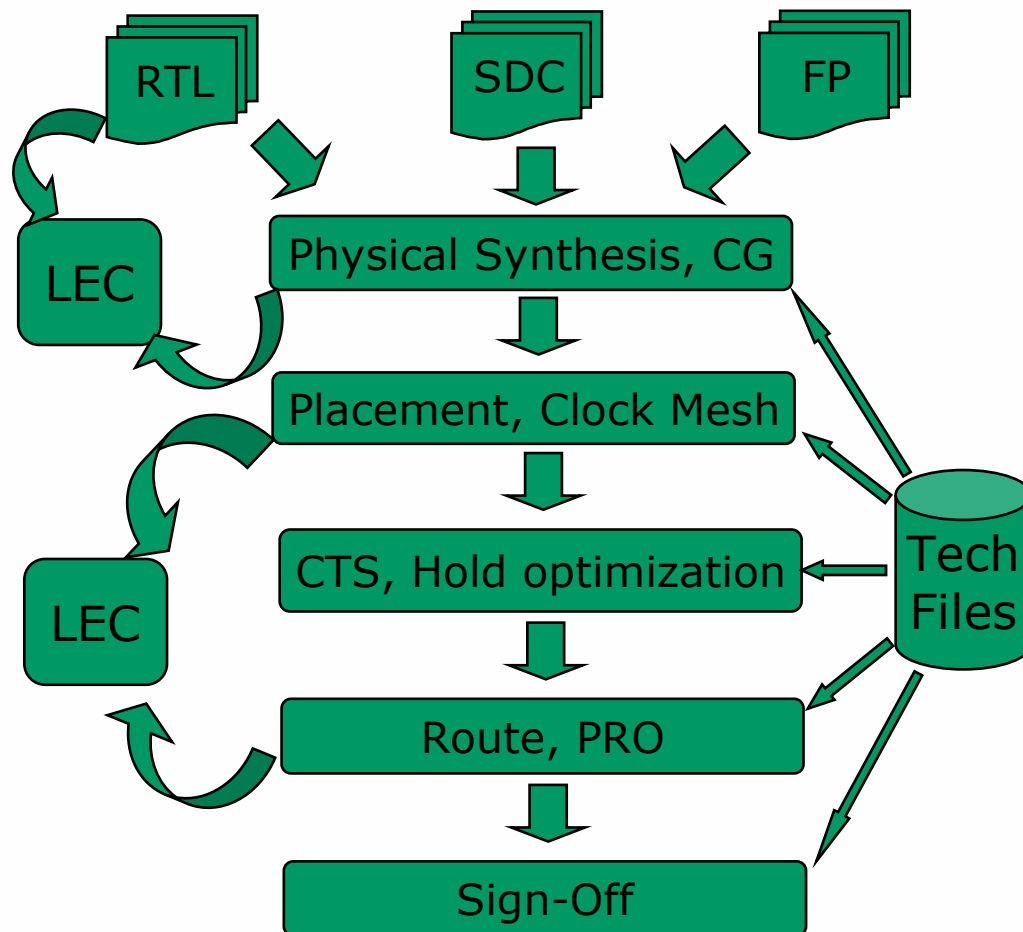 RTL
SDC
FP
LEC
Physical Synthesis, CG
Placement, Clock Mesh
CTS, Hold optimization
Tech
Files
LEC
Route, PRO
Sign-Off